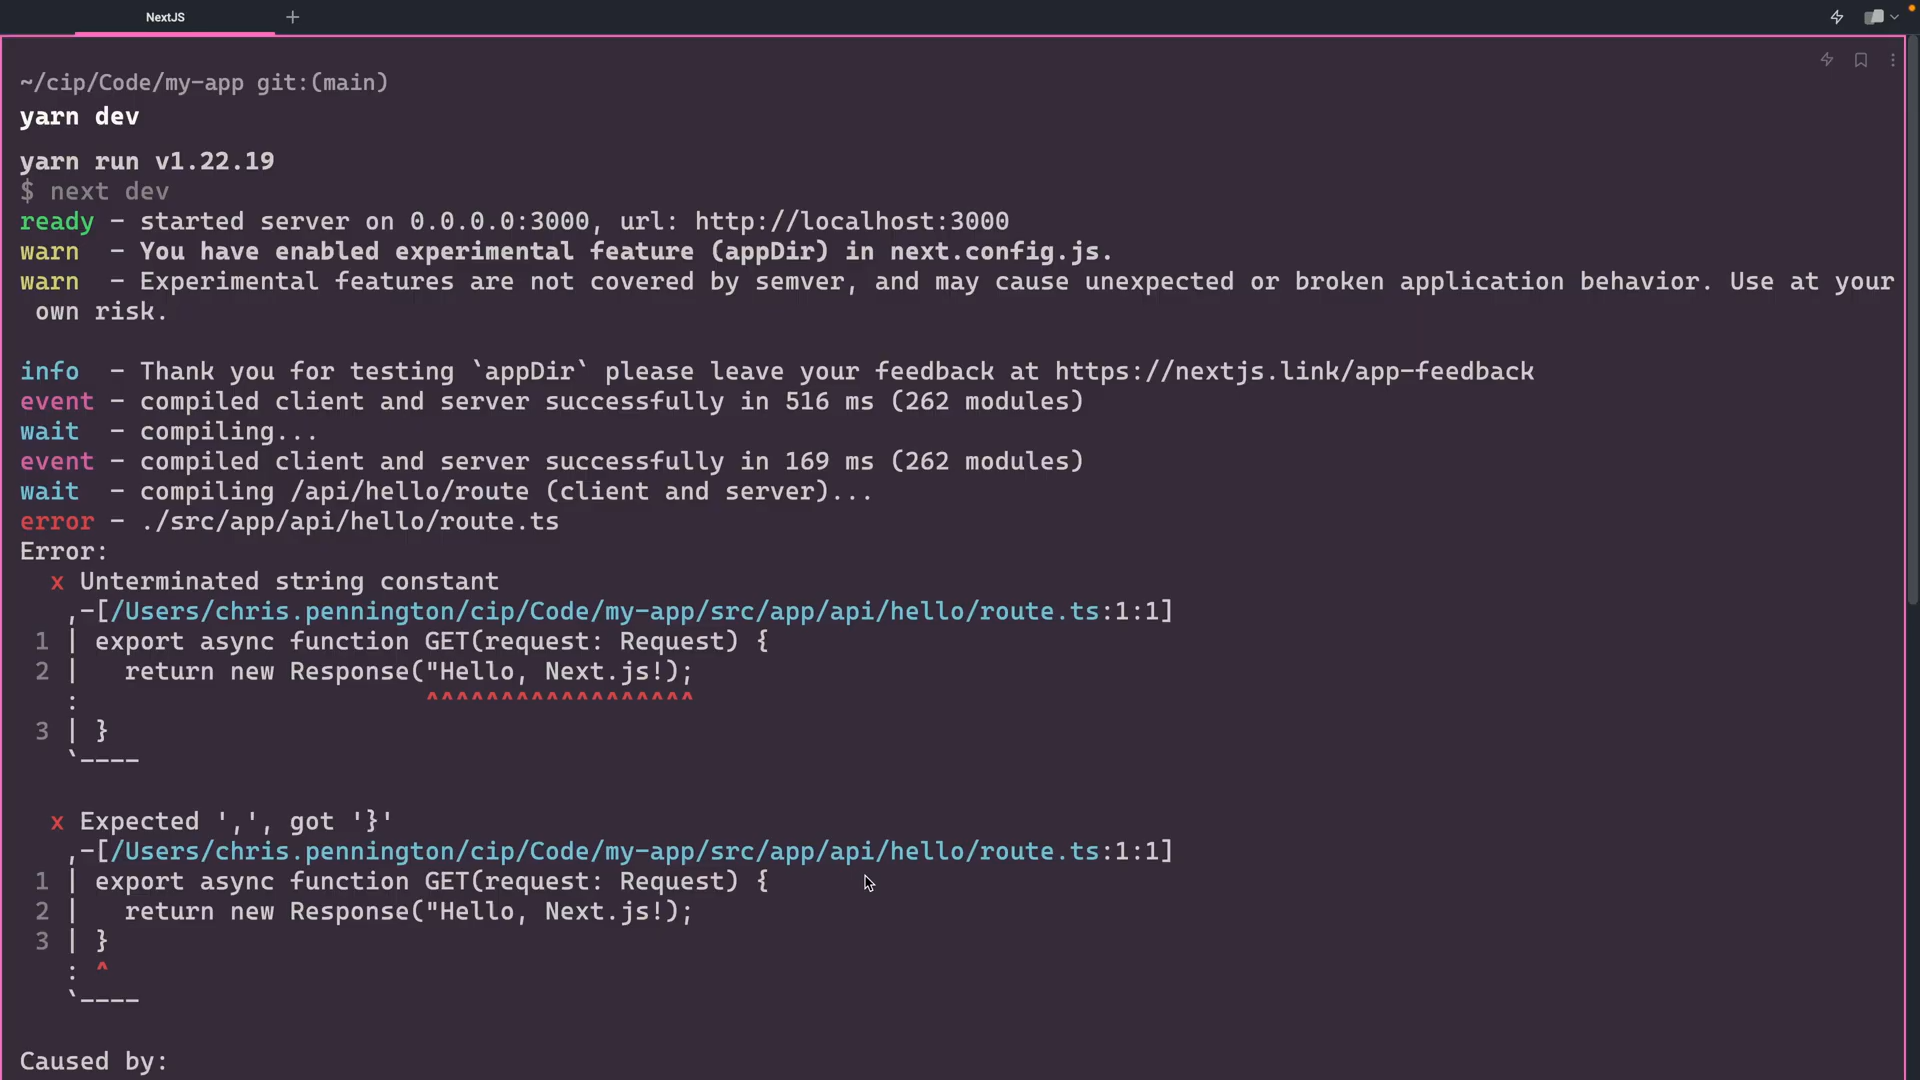 NextJS
~/cip/Code/my-app git:(main)
yarn dev
yarn run v1.22.19
$ next dev
ready - started server on 0.0.0.0:3000, url: http://localhost:3000
warn  - You have enabled experimental feature (appDir) in next.config.js.
warn  - Experimental features are not covered by semver, and may cause unexpected or broken application behavior. Use at your
 own risk.
info  - Thank you for testing `appDir` please leave your feedback at https://nextjs.link/app-feedback
event - compiled client and server successfully in 516 ms (262 modules)
wait  - compiling...
event - compiled client and server successfully in 169 ms (262 modules)
wait  - compiling /api/hello/route (client and server)...
error - ./src/app/api/hello/route.ts
Error:
  x Unterminated string constant
   ,-[/Users/chris.pennington/cip/Code/my-app/src/app/api/hello/route.ts:1:1]
 1 | export async function GET(request: Request) {
 2 |   return new Response("Hello, Next.js!);
   :                       ^^^^^^^^^^^^^^^^^^
 3 | }
   `----
  x Expected ',', got '}'
   ,-[/Users/chris.pennington/cip/Code/my-app/src/app/api/hello/route.ts:1:1]
 1 | export async function GET(request: Request) {
 2 |   return new Response("Hello, Next.js!);
 3 | }
   : ^
   `----
Caused by: